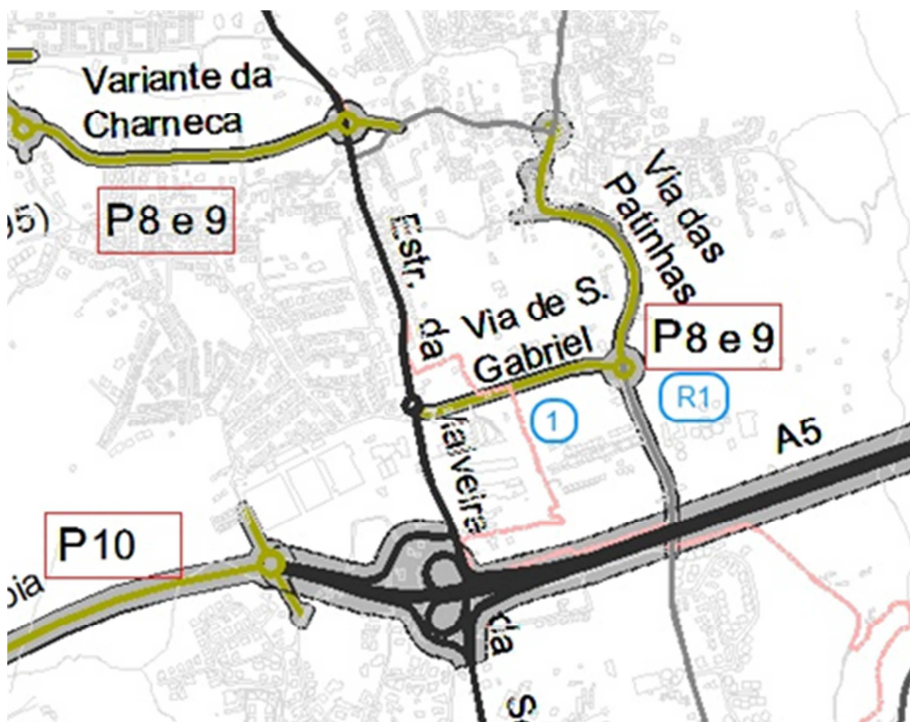 Variante da
Charneca
P8 e 9
Via das
Patinhas
Estr.
da
Via de S.
Gabriel
P8 e 9
1
R1
A5
P10
da